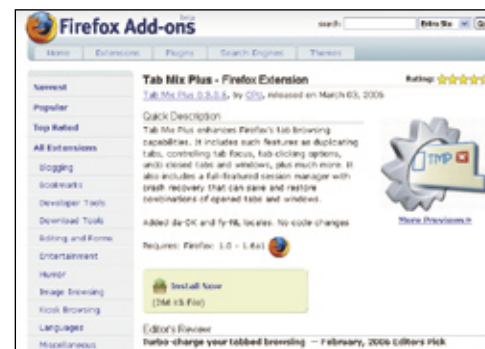 Firefox Add-ons
beta
search:
Entire Site
Home Extensions Plugins Search Engines Themes
Newest
Popular
Top Rated
All Extensions
Blogging
Bookmarks
Developer Tools
Download Tools
Editing and Forms
Entertainment
Humor
Image Browsing
Kiosk Browsing
Languages
Miscellaneous
Tab Mix Plus - Firefox Extension
Rating:
Tab Mix Plus 0.3.0.5, by CPU, released on March 03, 2006
Quick Description
Tab Mix Plus enhances Firefox's tab browsing
capabilities. It includes such features as duplicating
tabs, controlling tab focus, tab clicking options,
undo closed tabs and windows, plus much more. It
also includes a full-featured session manager with
crash recovery that can save and restore
combinations of opened tabs and windows.
Added da-DK and fy-NL locales. No code changes
Requires: Firefox: 1.0 - 1.6a1
TMP
More Previews »
Install Now
(266 KB File)
Editor's Review
Turbo-charge your tabbed browsing — February, 2006 Editors Pick